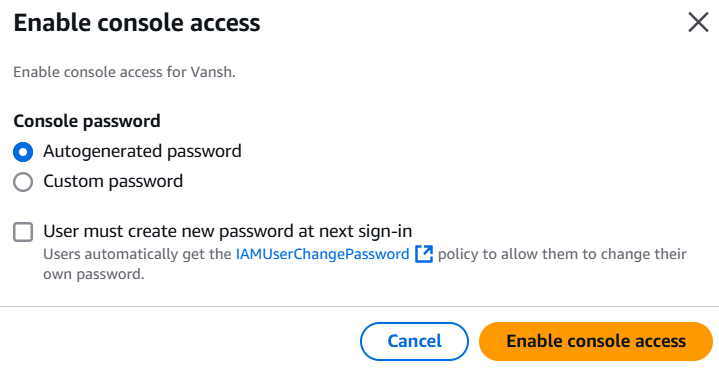 Enable console access
Enable console access for Vansh.
Console password
Autogenerated password
Custom password
User must create new password at next sign-in
Users automatically get the IAMUserChangePassword policy to allow them to change their
own password.
Cancel
Enable console access